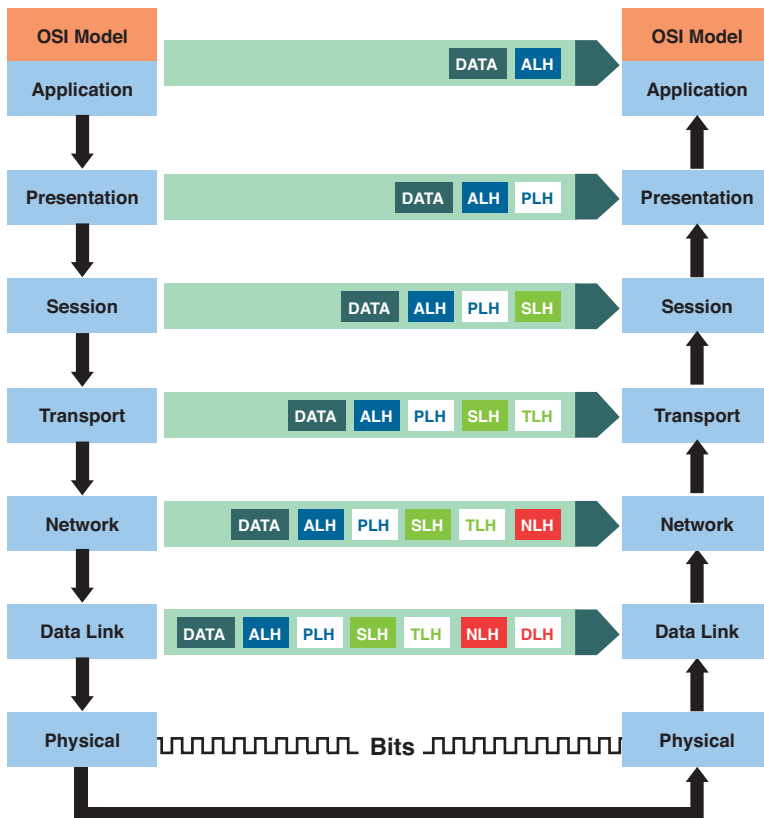 OSI Model
OSI Model
DATA ALH
Application
Application
Presentation
DATA ALH PLH
Presentation
Session
DATA ALH PLH SLH
Session
Transport
DATA ALH PLH SLH TLH
Transport
Network
DATA ALH PLH SLH TLH NLH
Network
Data Link
DATA ALH PLH SLH TLH NLH DLH
Data Link
Physical
Bits
Physical